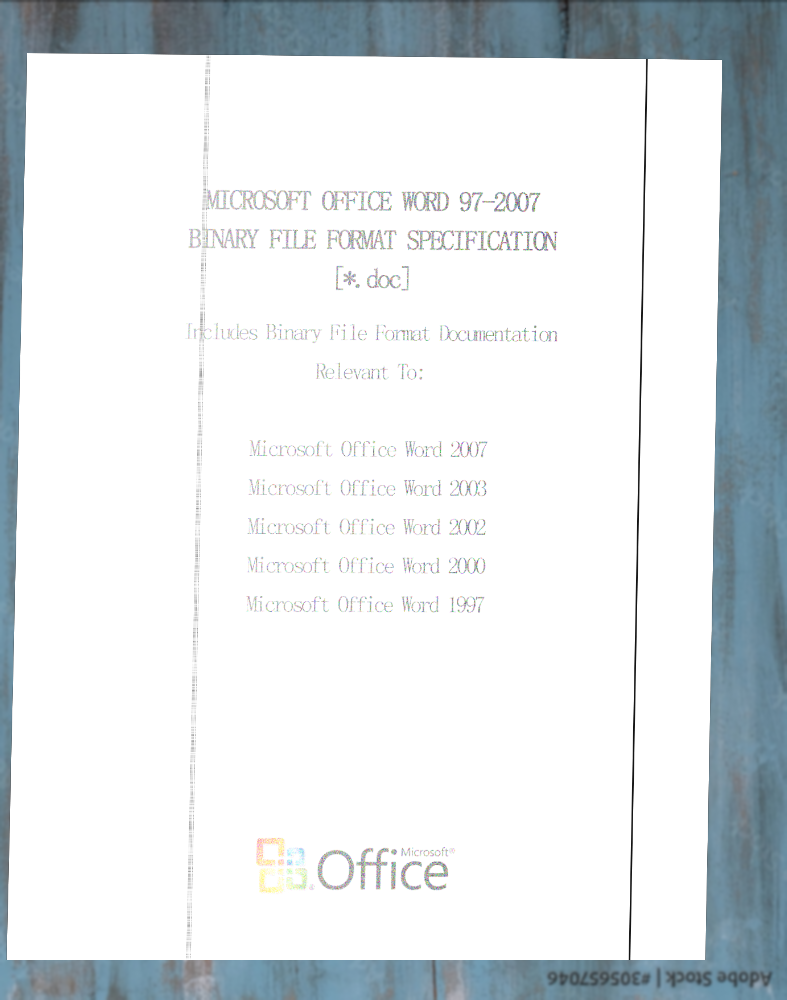 MICROSOFT OFFICE WORD 97-2007
BINARY FILE FORMAT SPECIFICATION
[*.doc]
Includes Binary File Format Documentation
Relevant To:
Microsoft Office Word 2007
Microsoft Office Word 2003
Microsoft Office Word 2002
Microsoft Office Word 2000
Microsoft Office Word 1997
Microsoft®
Office
Adobe Stock | #305657046